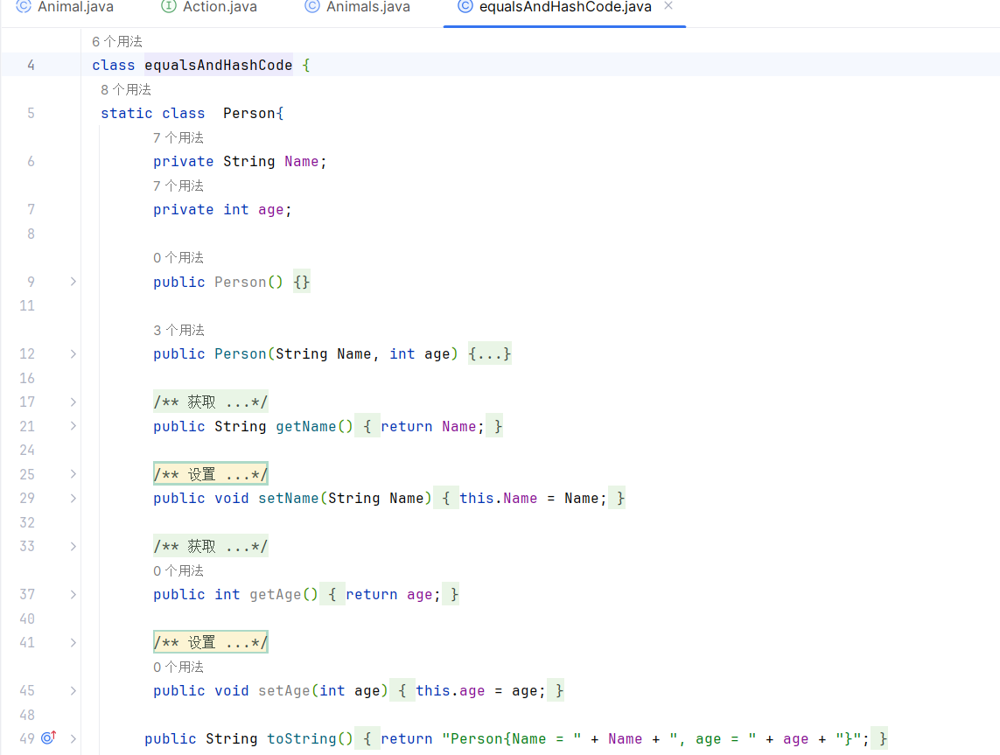 Animal.java Action.java Animals.java equalsAndHashCode.java
6 个用法
4 class equalsAndHashCode {
8 个用法
5 static class Person{
7 个用法
6 private String Name;
7 个用法
7 private int age;
8
0 个用法
9 public Person() {}
11
3 个用法
12 public Person(String Name, int age) {...}
16
17 /** 获取 ...*/
21 public String getName() { return Name; }
24
25 /** 设置 ...*/
29 public void setName(String Name) { this.Name = Name; }
32
33 /** 获取 ...*/
0 个用法
37 public int getAge() { return age; }
40
41 /** 设置 ...*/
0 个用法
45 public void setAge(int age) { this.age = age; }
48
49 public String toString() { return "Person{Name = " + Name + ", age = " + age + "}"; }